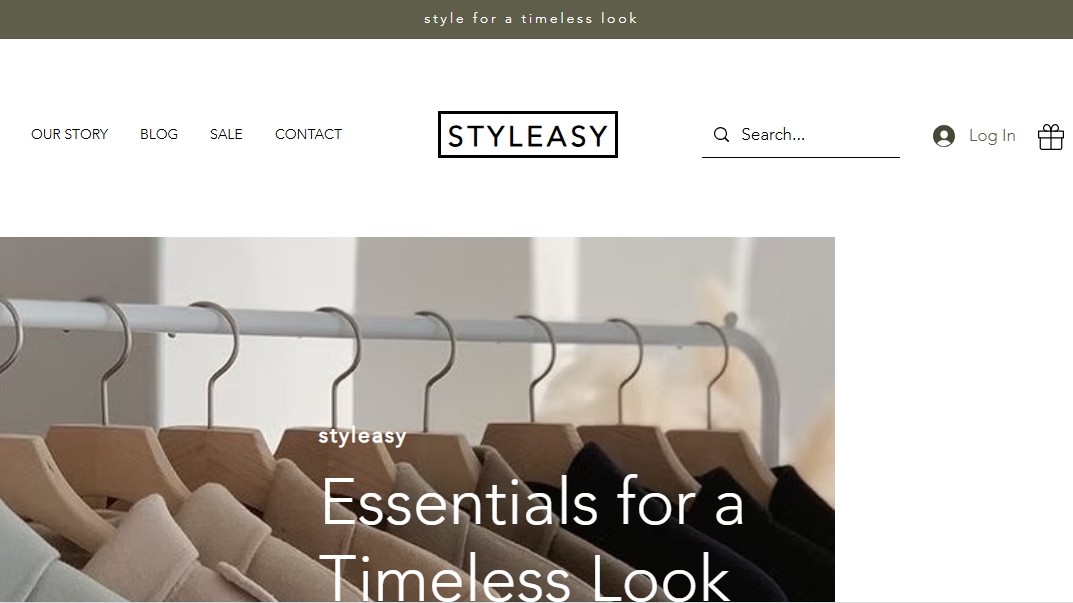 style for a timeless look
OUR STORY BLOG SALE CONTACT
STYLEASY
Search...
Log In
styleasy
Essentials for a
Timeless Look